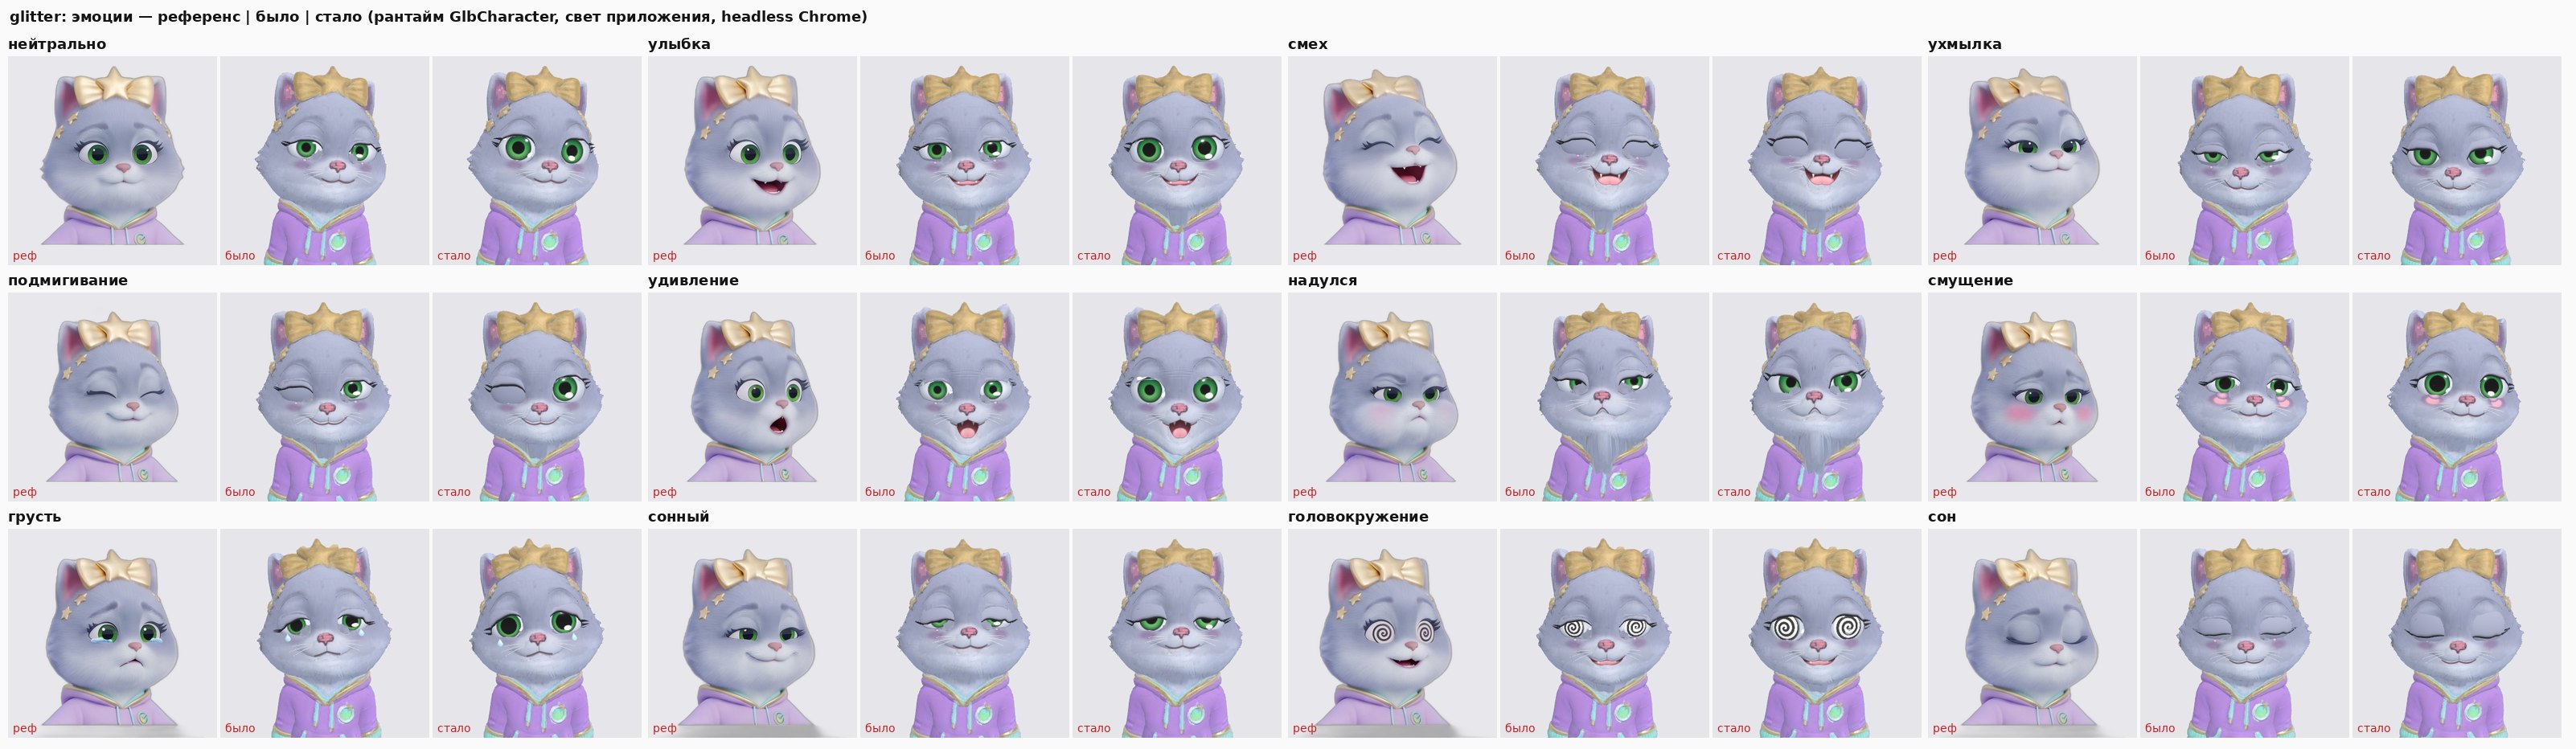 glitter: эмоции — референс | было | стало (рантайм GlbCharacter, свет приложения, headless Chrome)
нейтрально
улыбка
смех
ухмылка
реф
было
стало
реф
было
стало
реф
было
стало
реф
было
стало
подмигивание
удивление
надулся
смущение
реф
было
стало
реф
было
стало
реф
было
стало
реф
было
стало
грусть
сонный
головокружение
сон
реф
было
стало
реф
было
стало
реф
было
стало
реф
было
стало